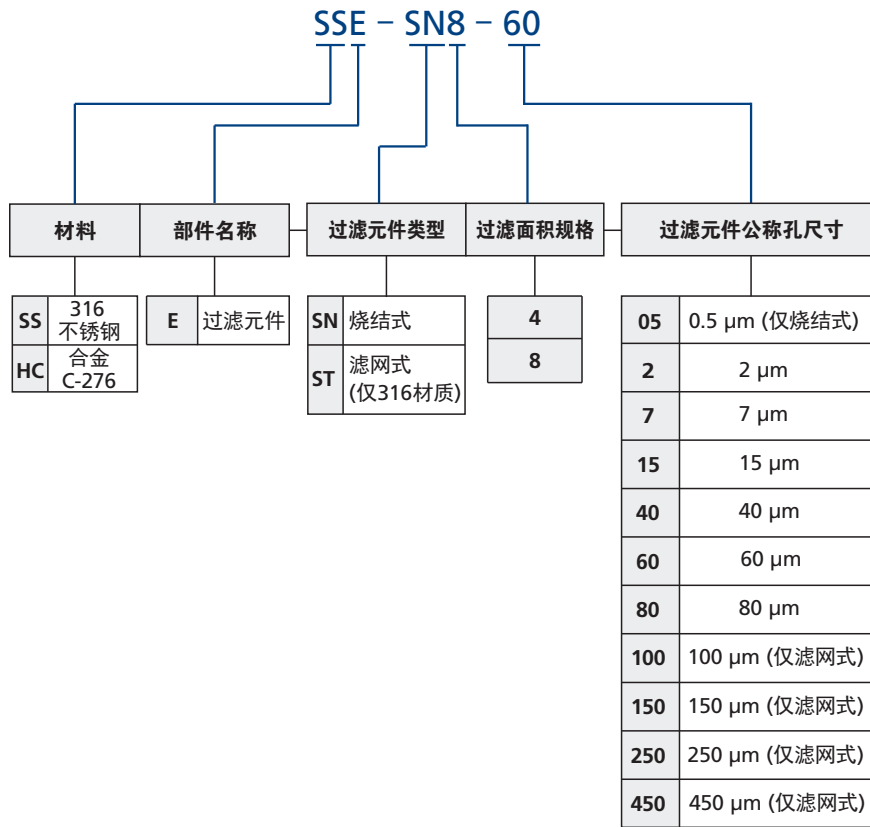 SSE – SN8 – 60
材料 部件名称 过滤元件类型 过滤面积规格 过滤元件公称孔尺寸
SS 316
不锈钢
HC 合金
C-276
E 过滤元件
SN 烧结式
ST 滤网式
(仅316材质)
4
8
05 0.5 µm (仅烧结式)
2 2 µm
7 7 µm
15 15 µm
40 40 µm
60 60 µm
80 80 µm
100 100 µm (仅滤网式)
150 150 µm (仅滤网式)
250 250 µm (仅滤网式)
450 450 µm (仅滤网式)